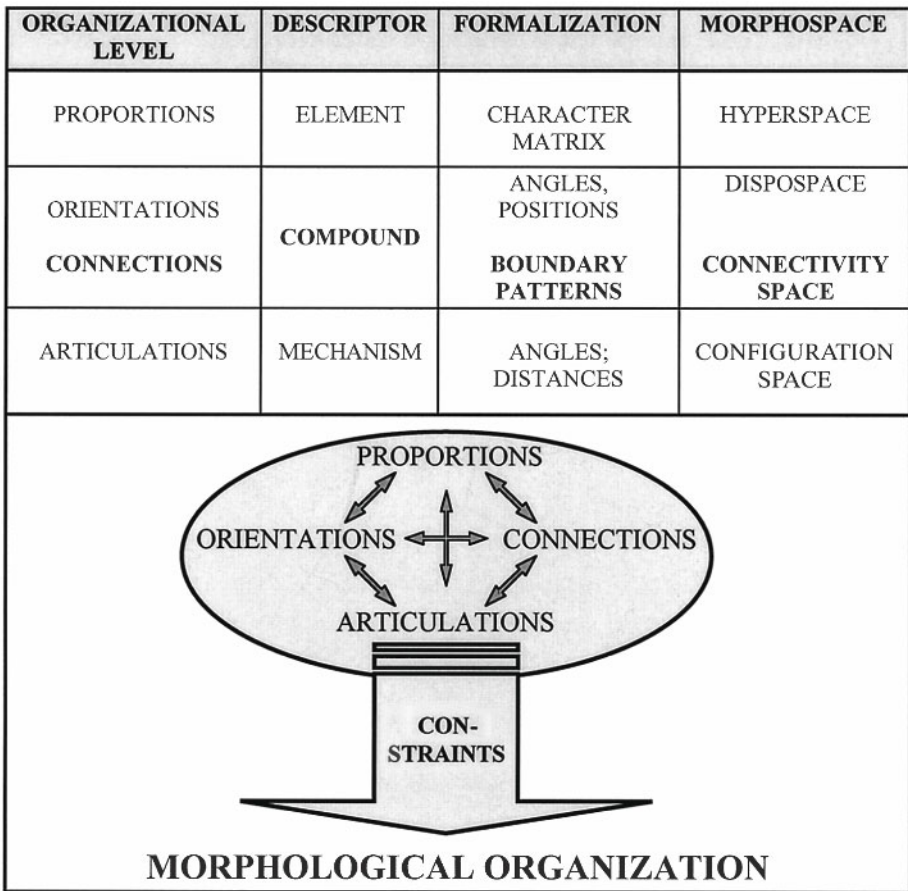 ORGANIZATIONAL LEVEL DESCRIPTOR FORMALIZATION MORPHOSPACE
PROPORTIONS ELEMENT CHARACTER MATRIX HYPERSPACE
ORIENTATIONS
CONNECTIONS
COMPOUND
ANGLES,
POSITIONS
BOUNDARY
PATTERNS
DISPOSPACE
CONNECTIVITY
SPACE
ARTICULATIONS MECHANISM ANGLES; DISTANCES CONFIGURATION SPACE
PROPORTIONS
ORIENTATIONS CONNECTIONS
ARTICULATIONS
CON-
STRAINTS
MORPHOLOGICAL ORGANIZATION